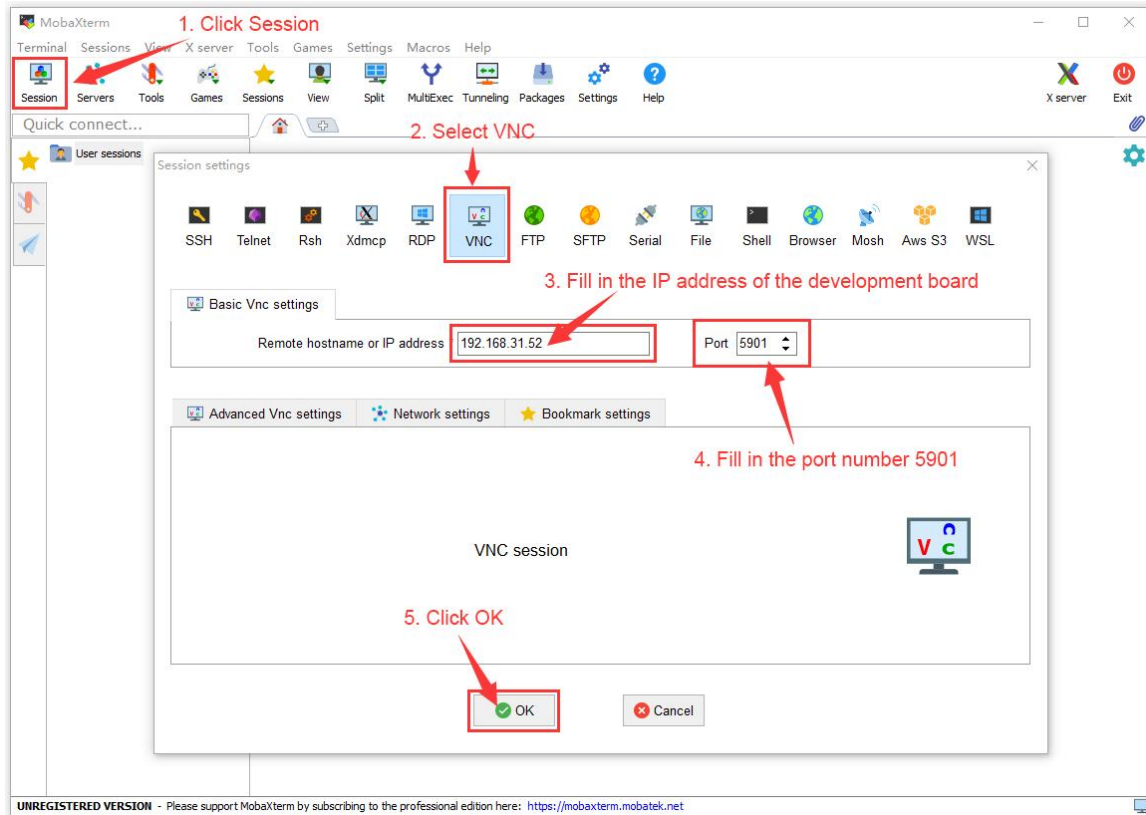 MobaXterm
1. Click Session
Terminal Sessions View X server Tools Games Settings Macros Help
Session Servers Tools Games Sessions View Split MultiExec Tunneling Packages Settings Help X server Exit
Quick connect...
2. Select VNC
User sessions
Session settings
SSH Telnet Rsh Xdmcp RDP VNC FTP SFTP Serial File Shell Browser Mosh Aws S3 WSL
3. Fill in the IP address of the development board
Basic Vnc settings
Remote hostname or IP address * 192.168.31.52 Port 5901
Advanced Vnc settings Network settings Bookmark settings
4. Fill in the port number 5901
VNC session
V n c
5. Click OK
OK Cancel
UNREGISTERED VERSION - Please support MobaXterm by subscribing to the professional edition here: https://mobaxterm.mobatek.net